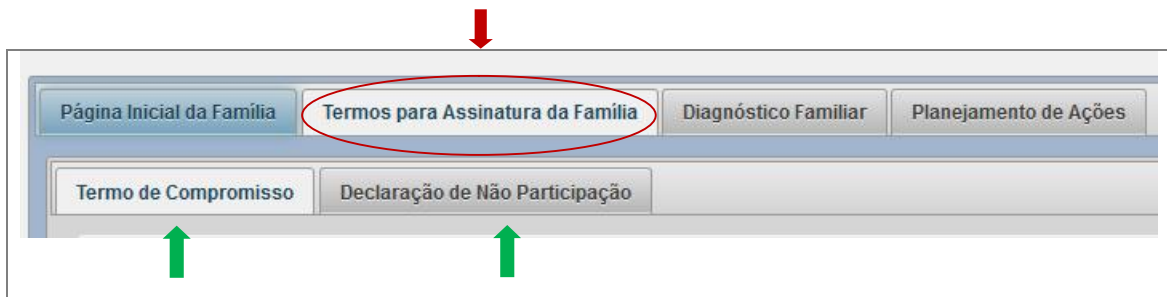 Página Inicial da Família Termos para Assinatura da Família Diagnóstico Familiar Planejamento de Ações
Termo de Compromisso Declaração de Não Participação